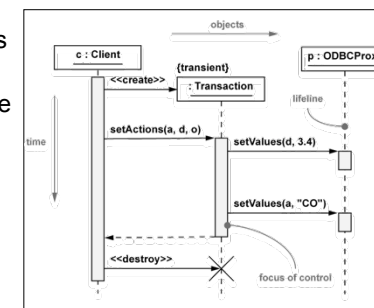 objects
s
c : Client
{transient}
p : ODBCProx
<<create>>
: Transaction
e
lifeline
time
setActions(a, d, o)
setValues(d, 3.4)
setValues(a, "CO")
<<destroy>>
focus of control